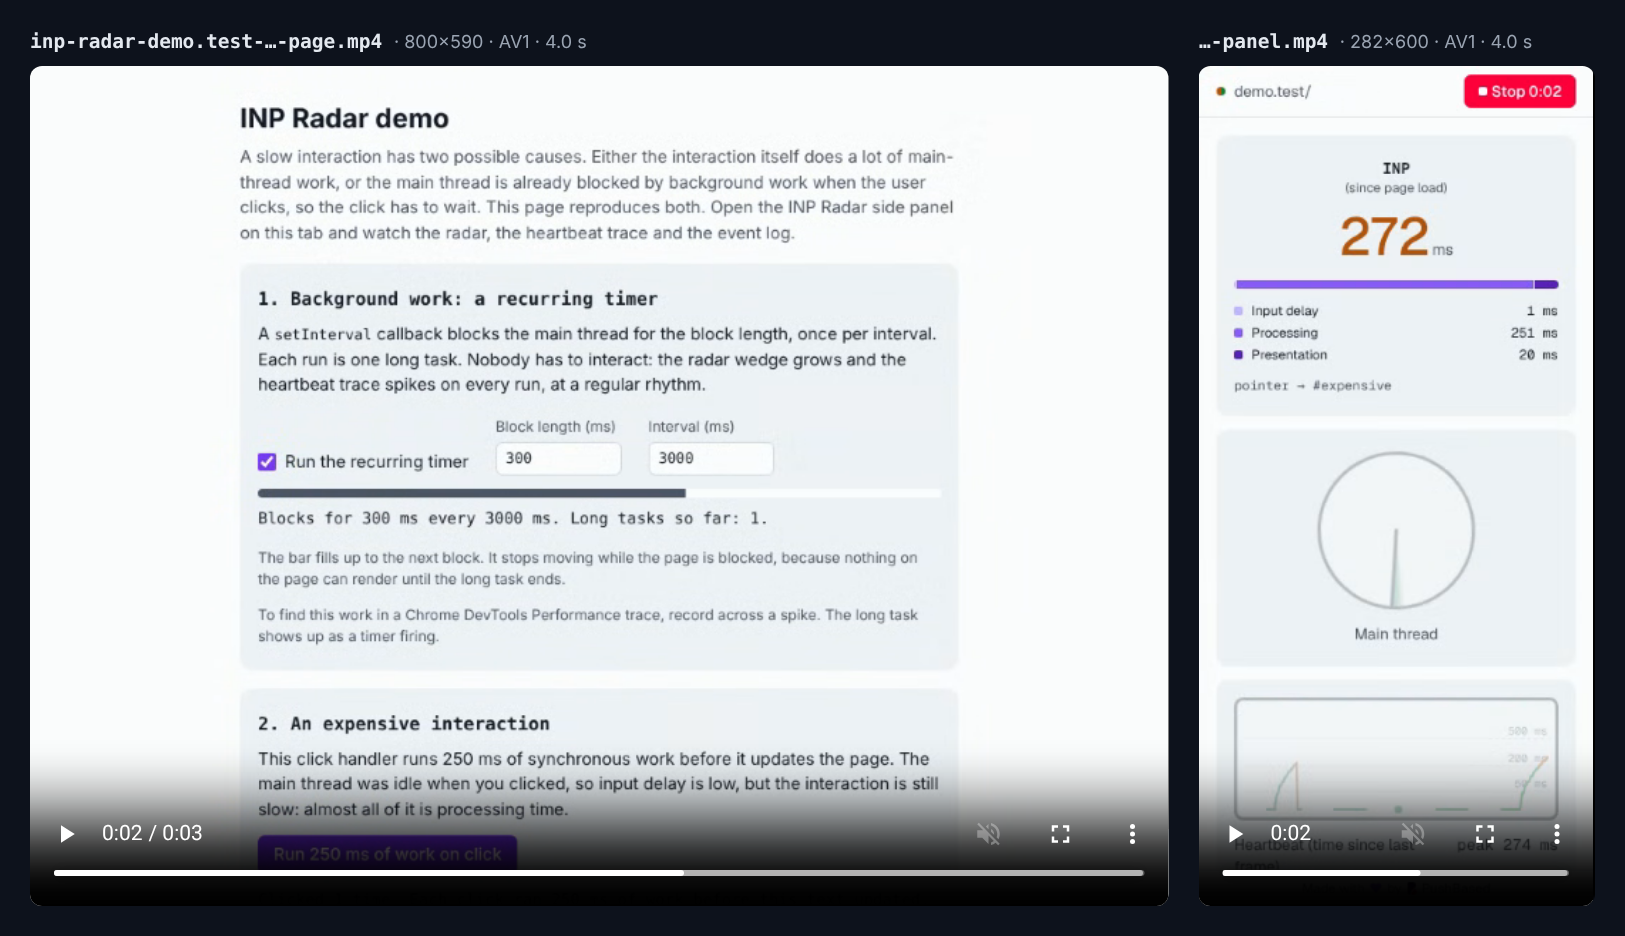 inp-radar-demo.test-…-page.mp4 · 800×590 · AV1 · 4.0 s
INP Radar demo
A slow interaction has two possible causes. Either the interaction itself does a lot of main-
thread work, or the main thread is already blocked by background work when the user
clicks, so the click has to wait. This page reproduces both. Open the INP Radar side panel
on this tab and watch the radar, the heartbeat trace and the event log.
1. Background work: a recurring timer
A setInterval callback blocks the main thread for the block length, once per interval.
Each run is one long task. Nobody has to interact: the radar wedge grows and the
heartbeat trace spikes on every run, at a regular rhythm.
Block length (ms) Interval (ms)
Run the recurring timer 300 3000
Blocks for 300 ms every 3000 ms. Long tasks so far: 1.
The bar fills up to the next block. It stops moving while the page is blocked, because nothing on
the page can render until the long task ends.
To find this work in a Chrome DevTools Performance trace, record across a spike. The long task
shows up as a timer firing.
2. An expensive interaction
This click handler runs 250 ms of synchronous work before it updates the page. The
main thread was idle when you clicked, so input delay is low, but the interaction is still
slow: almost all of it is processing time.
Run 250 ms of work on click
0:02 / 0:03
…-panel.mp4 · 282×600 · AV1 · 4.0 s
demo.test/ Stop 0:02
INP
(since page load)
272 ms
Input delay 1 ms
Processing 251 ms
Presentation 20 ms
pointer → #expensive
Main thread
500 ms
200 ms
50 ms
Heartbeat (time since last peak 274 ms
frame)
0:02